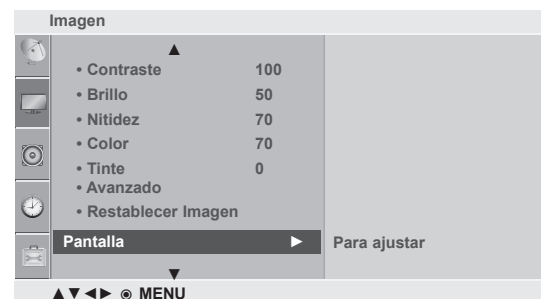 Imagen
▲
• Contraste 100
• Brillo 50
• Nitidez 70
• Color 70
• Tinte 0
• Avanzado
• Restablecer Imagen
Pantalla ► Para ajustar
▼
▲▼◄► ◉ MENU